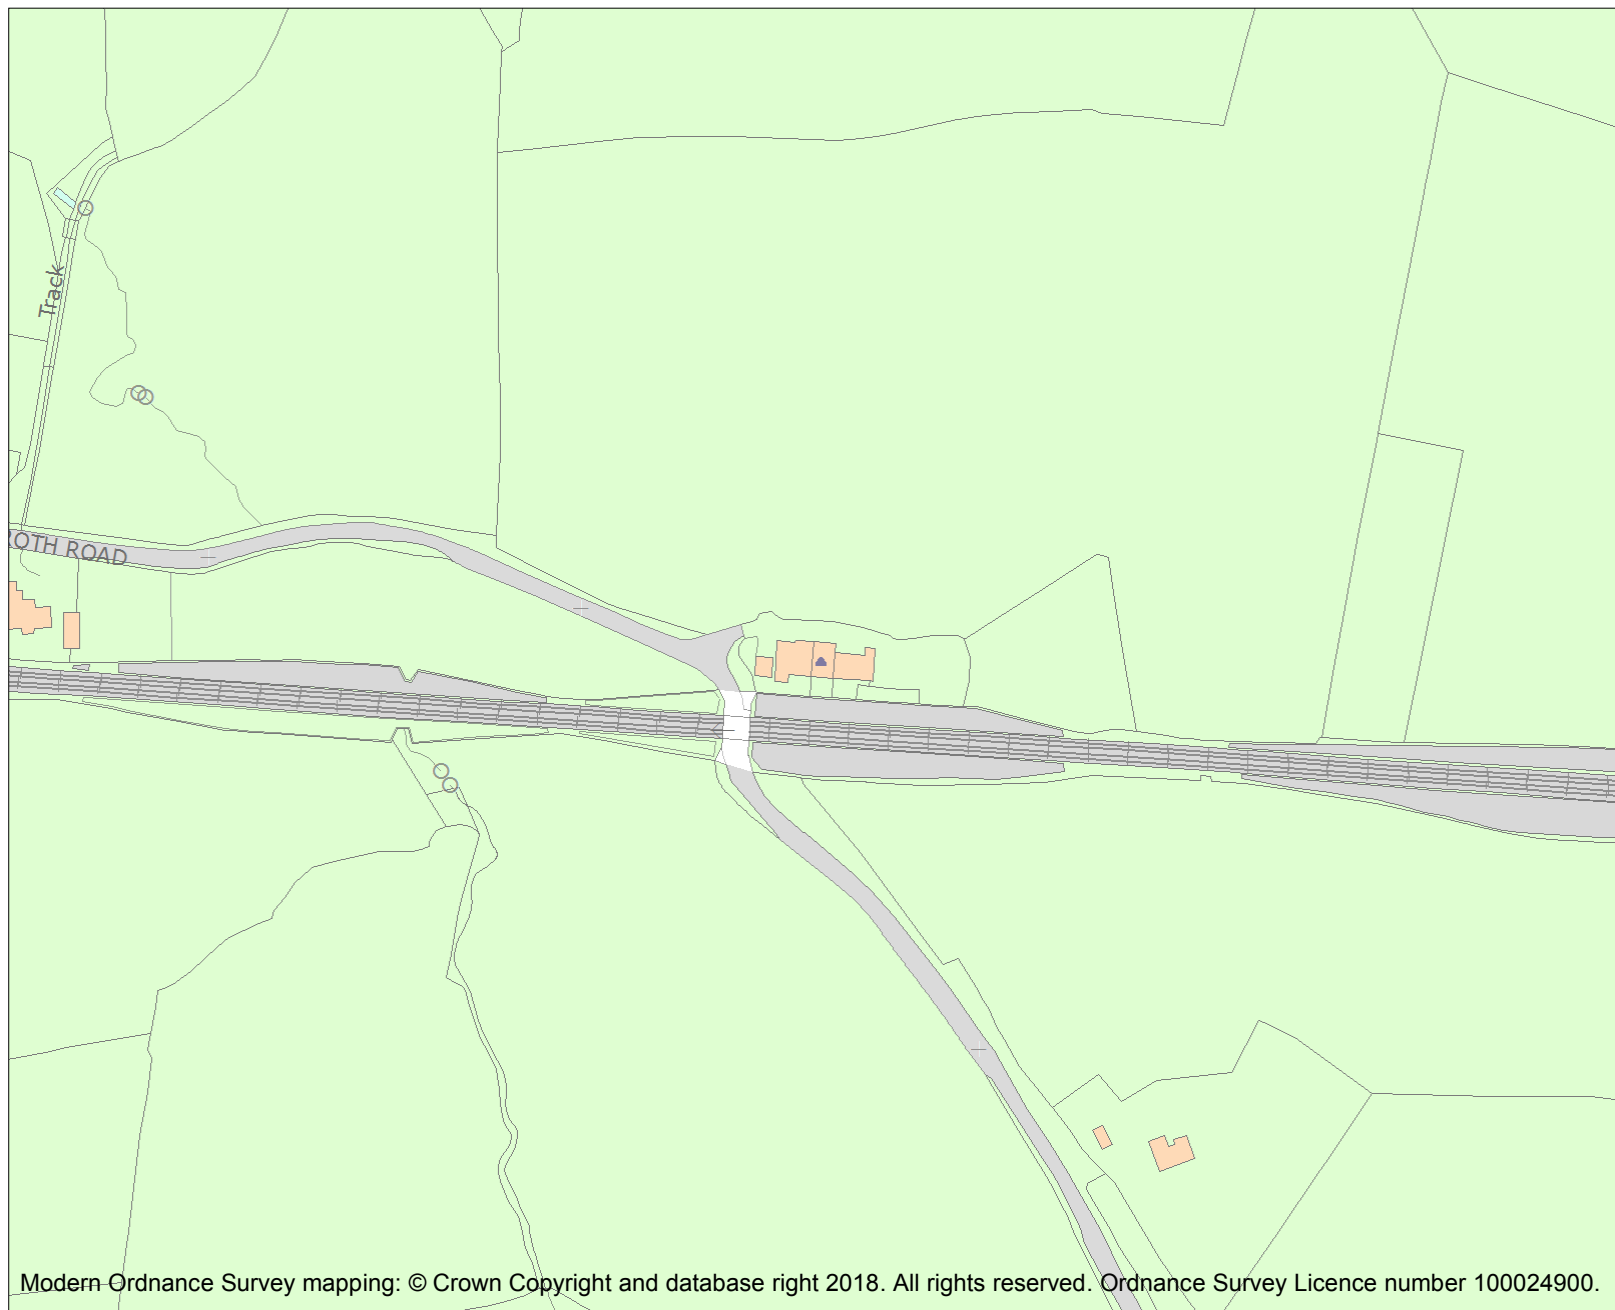 Track
ROTH ROAD
Modern Ordnance Survey mapping: © Crown Copyright and database right 2018. All rights reserved. Ordnance Survey Licence number 100024900.